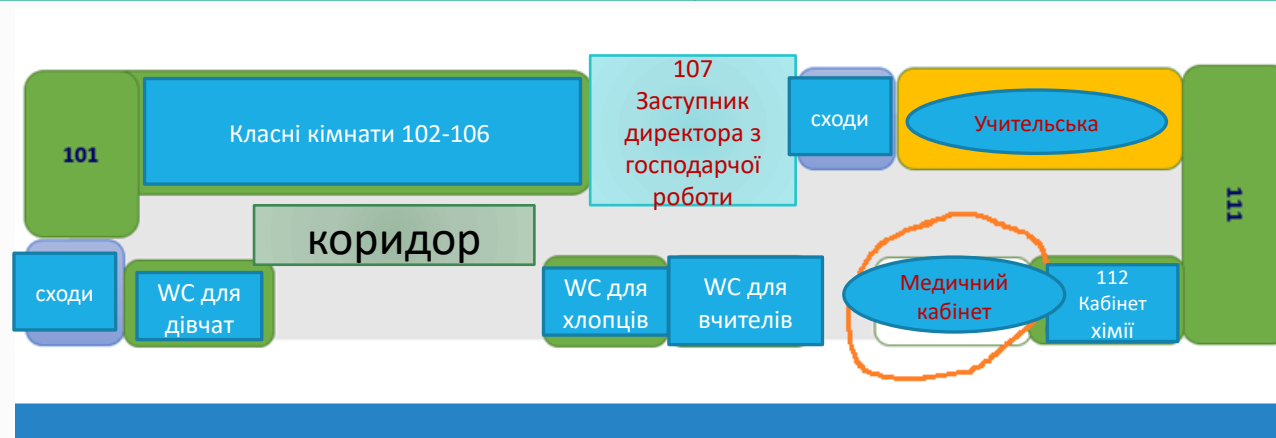 101
Класні кімнати 102-106
107
Заступник
директора з
господарчої
роботи
сходи
Учительська
111
коридор
сходи
WC для
дівчат
WC для
хлопців
WC для
вчителів
Медичний
кабінет
112
Кабінет
хімії